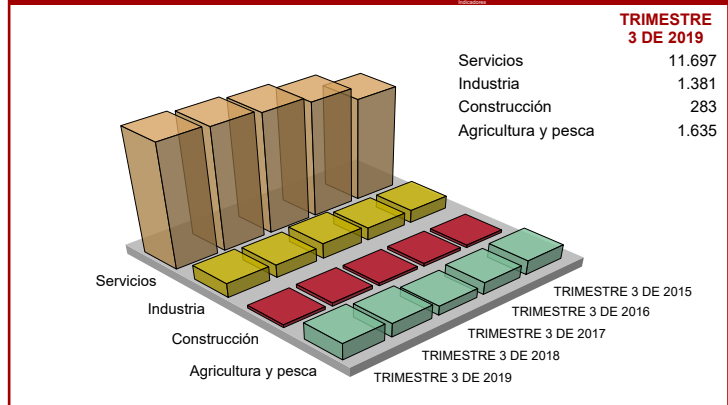 Indicadores
TRIMESTRE
3 DE 2019
Servicios 11.697
Industria 1.381
Construcción 283
Agricultura y pesca 1.635
Servicios
Industria
Construcción
Agricultura y pesca
TRIMESTRE 3 DE 2015
TRIMESTRE 3 DE 2016
TRIMESTRE 3 DE 2017
TRIMESTRE 3 DE 2018
TRIMESTRE 3 DE 2019